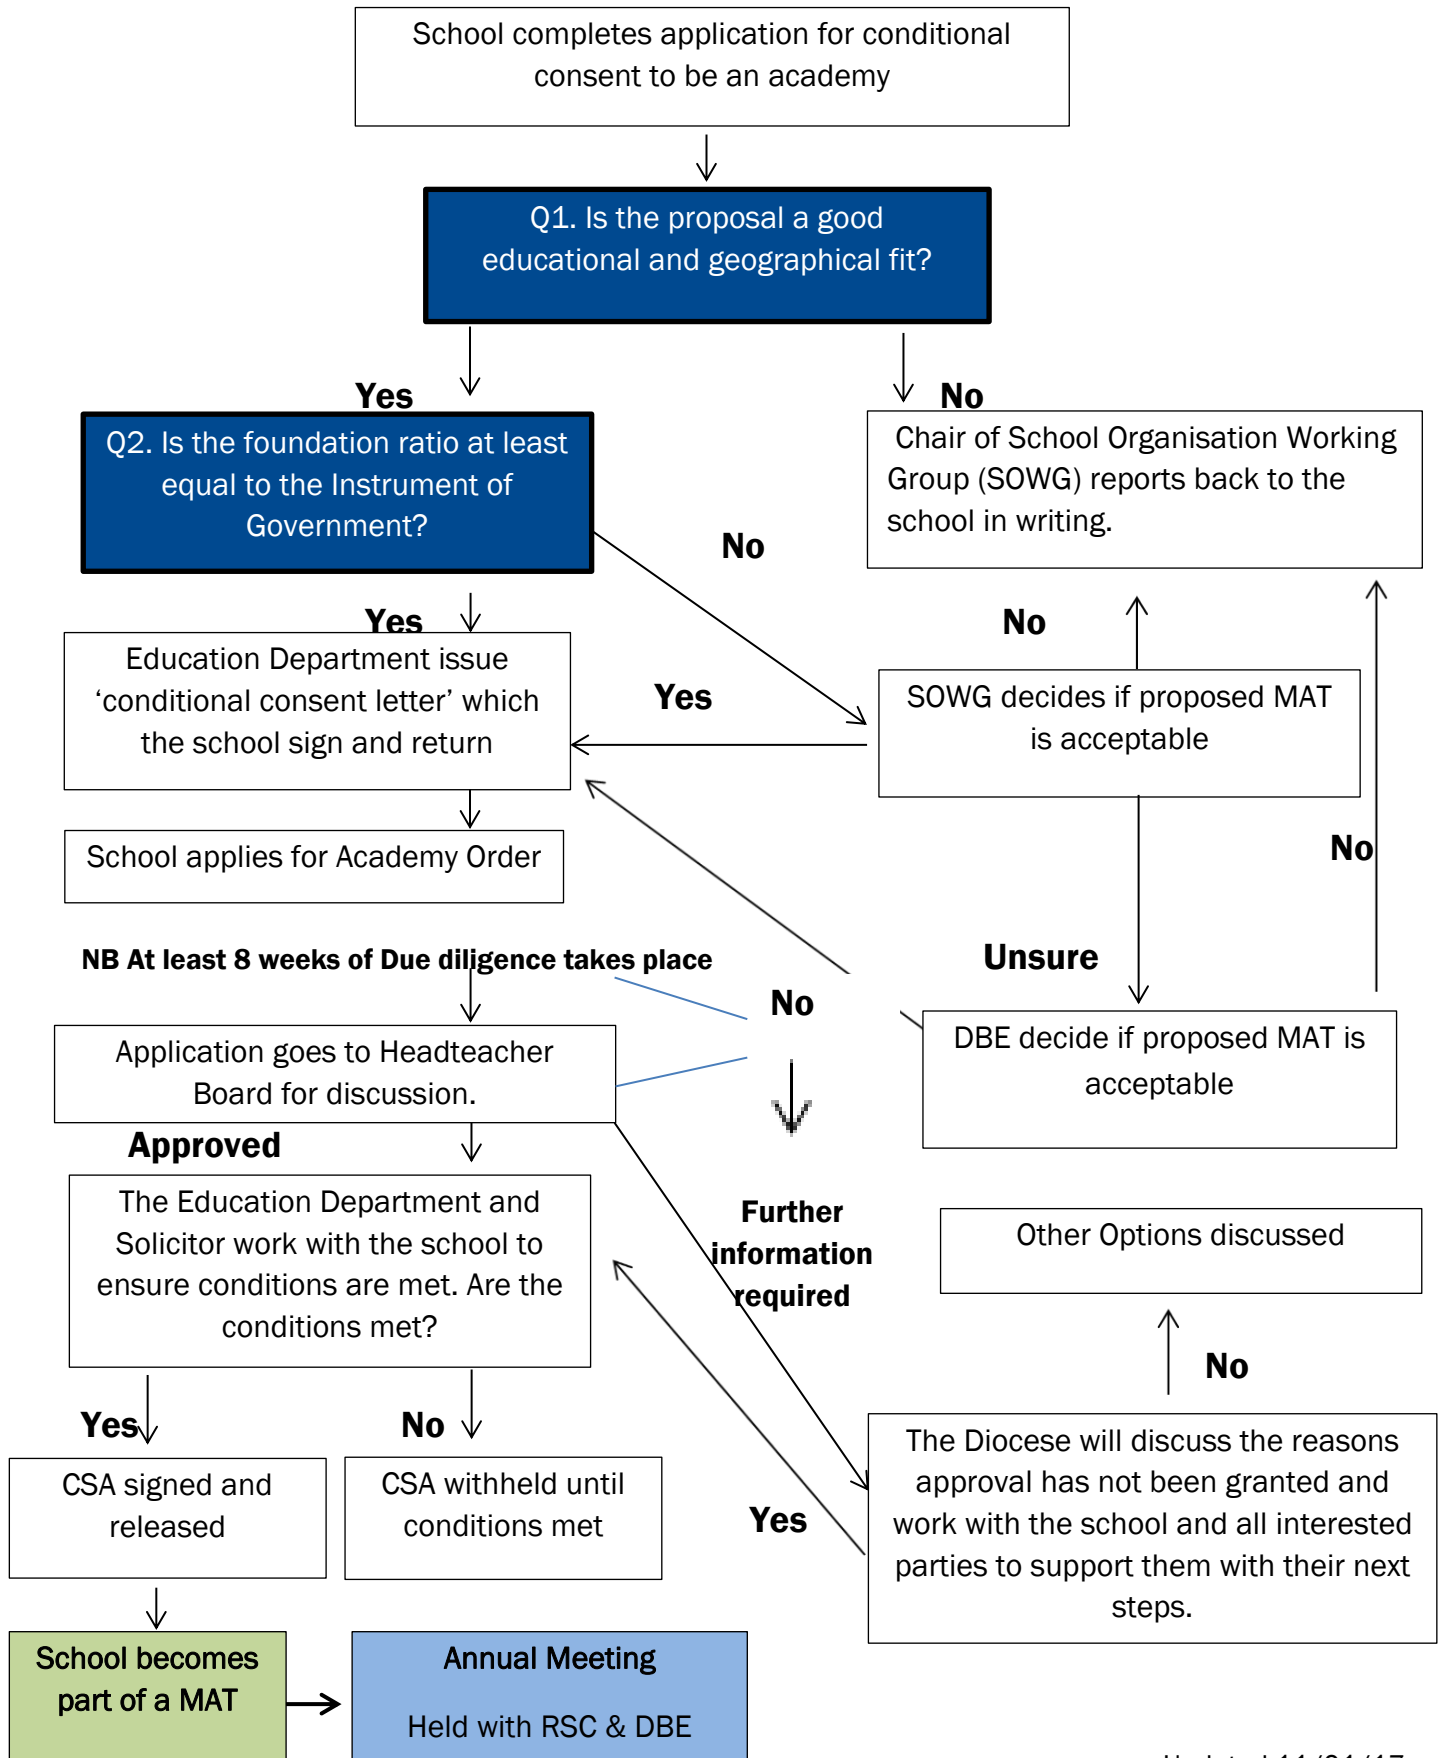 School completes application for conditional
consent to be an academy
Q1. Is the proposal a good
educational and geographical fit?
Yes
No
Q2. Is the foundation ratio at least
equal to the Instrument of
Government?
Chair of School Organisation Working
Group (SOWG) reports back to the
school in writing.
No
Yes
No
Education Department issue
‘conditional consent letter’ which
the school sign and return
Yes
SOWG decides if proposed MAT
is acceptable
School applies for Academy Order
No
NB At least 8 weeks of Due diligence takes place
Unsure
No
Application goes to Headteacher
Board for discussion.
DBE decide if proposed MAT is
acceptable
Approved
The Education Department and
Solicitor work with the school to
ensure conditions are met. Are the
conditions met?
Further
information
required
Other Options discussed
No
Yes
No
CSA signed and
released
CSA withheld until
conditions met
Yes
The Diocese will discuss the reasons
approval has not been granted and
work with the school and all interested
parties to support them with their next
steps.
School becomes
part of a MAT
Annual Meeting
Held with RSC & DBE